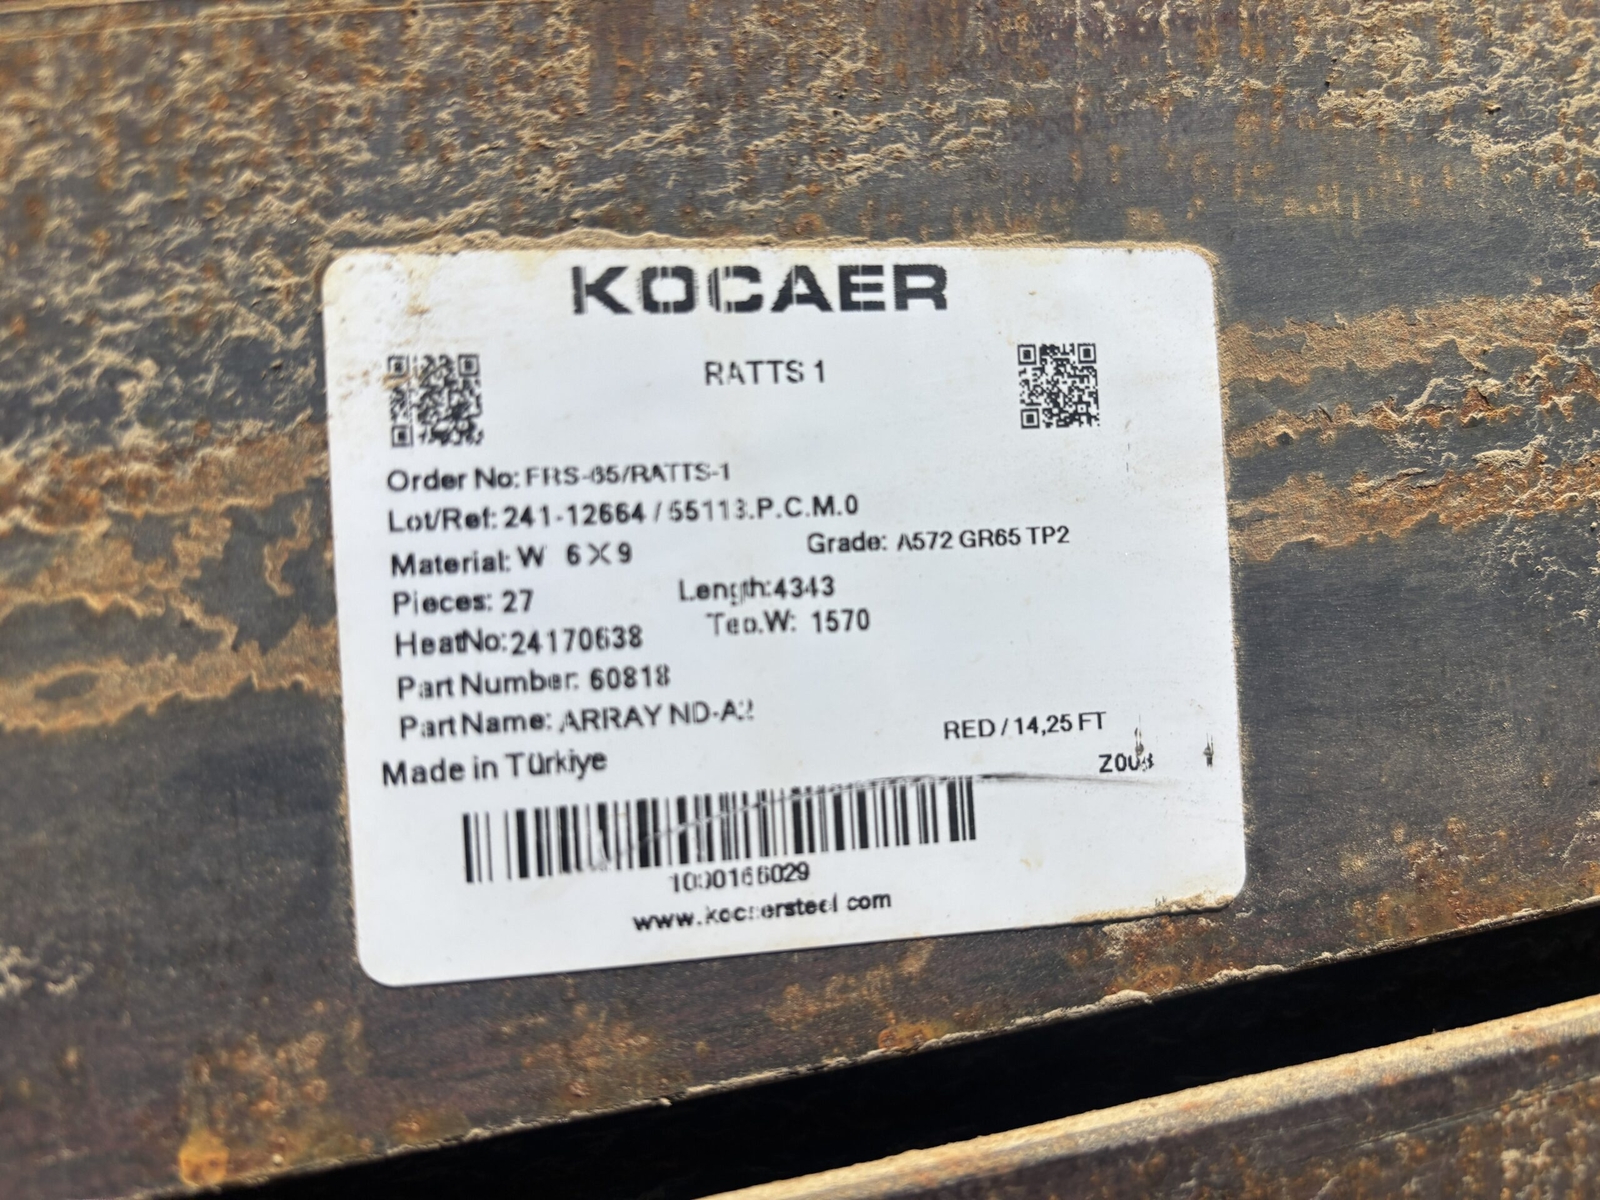 KOCAER
RATTS 1
Order No: FRS-65/RATTS-1
Lot/Ref: 241-12664 / 55113.P.C.M.0
Material: W 6 X 9 Grade: A572 GR65 TP2
Pieces: 27 Length:4343
HeatNo:24170638 Teo.W: 1570
Part Number: 60818
Part Name: ARRAY ND-A2
RED / 14,25 FT
Made in Türkiye
1000166029
www.kocaersteel.com